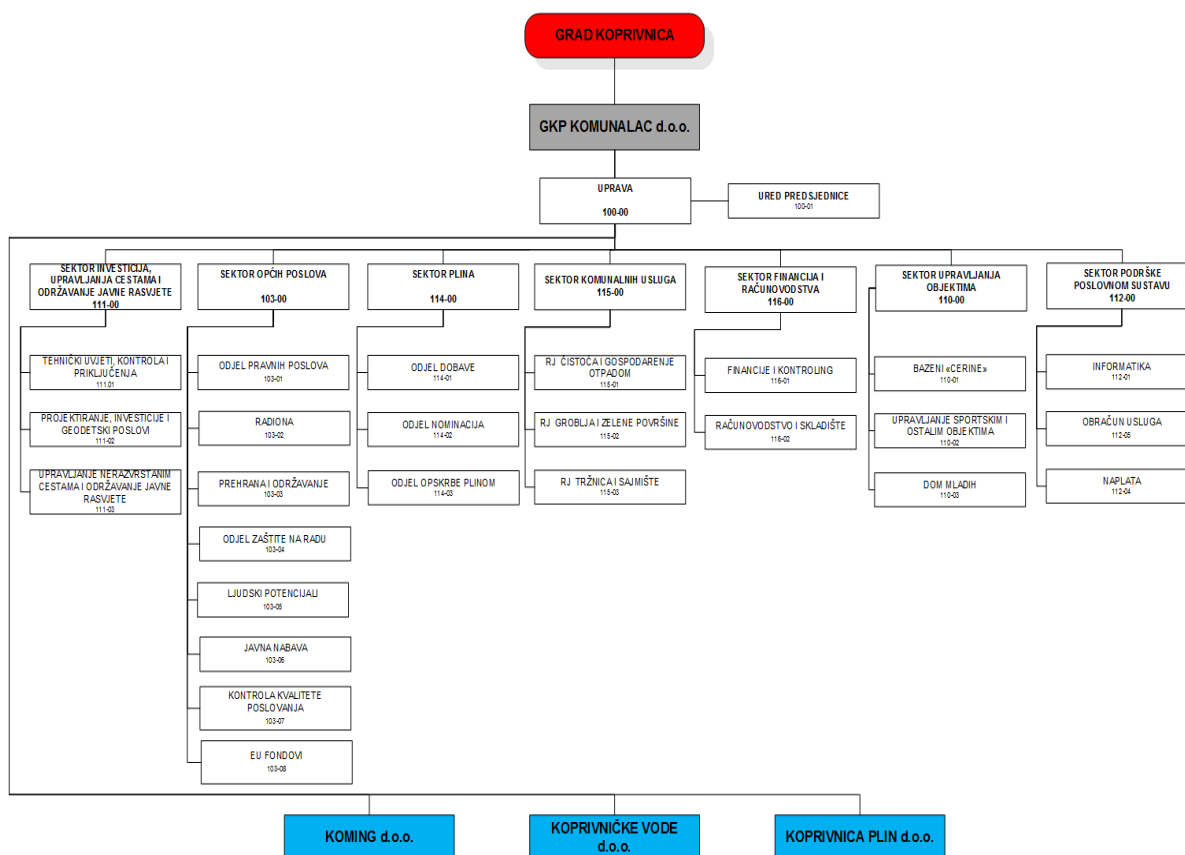 GRAD KOPRIVNICA
GKP KOMUNALAC d.o.o.
UPRAVA
100-00
URED PREDSJEDNICE
100-01
SEKTOR INVESTICIJA,
UPRAVLJANJA CESTAMA I
ODRŽAVANJE JAVNE RASVJETE
111-00
TEHNIČKI UVJETI, KONTROLA I
PRIKLJUČENJA
111.01
PROJEKTIRANJE, INVESTICIJE I
GEODETSKI POSLOVI
111-02
UPRAVLJANJE NERAZVRSTANIM
CESTAMA I ODRŽAVANJE JAVNE
RASVJETE
111-03
SEKTOR OPĆIH POSLOVA
103-00
ODJEL PRAVNIH POSLOVA
103-01
RADIONA
103-02
PREHRANA I ODRŽAVANJE
103-03
ODJEL ZAŠTITE NA RADU
103-04
LJUDSKI POTENCIJALI
103-05
JAVNA NABAVA
103-06
KONTROLA KVALITETE
POSLOVANJA
103-07
EU FONDOVI
103-08
SEKTOR PLINA
114-00
ODJEL DOBAVE
114-01
ODJEL NOMINACIJA
114-02
ODJEL OPSKRBE PLINOM
114-03
SEKTOR KOMUNALNIH USLUGA
115-00
RJ ČISTOĆA I GOSPODARENJE
OTPADOM
115-01
RJ GROBLJA I ZELENE POVRŠINE
115-02
RJ TRŽNICA I SAJMIŠTE
115-03
SEKTOR FINANCIJA I
RAČUNOVODSTVA
116-00
FINANCIJE I KONTROLING
116-01
RAČUNOVODSTVO I SKLADIŠTE
116-02
SEKTOR UPRAVLJANJA
OBJEKTIMA
110-00
BAZENI «CERINE»
110-01
UPRAVLJANJE SPORTSKIM I
OSTALIM OBJEKTIMA
110-02
DOM MLADIH
110-03
SEKTOR PODRŠKE
POSLOVNOM SUSTAVU
112-00
INFORMATIKA
112-01
OBRAČUN USLUGA
112-05
NAPLATA
112-04
KOMING d.o.o.
KOPRIVNIČKE VODE
d.o.o.
KOPRIVNICA PLIN d.o.o.